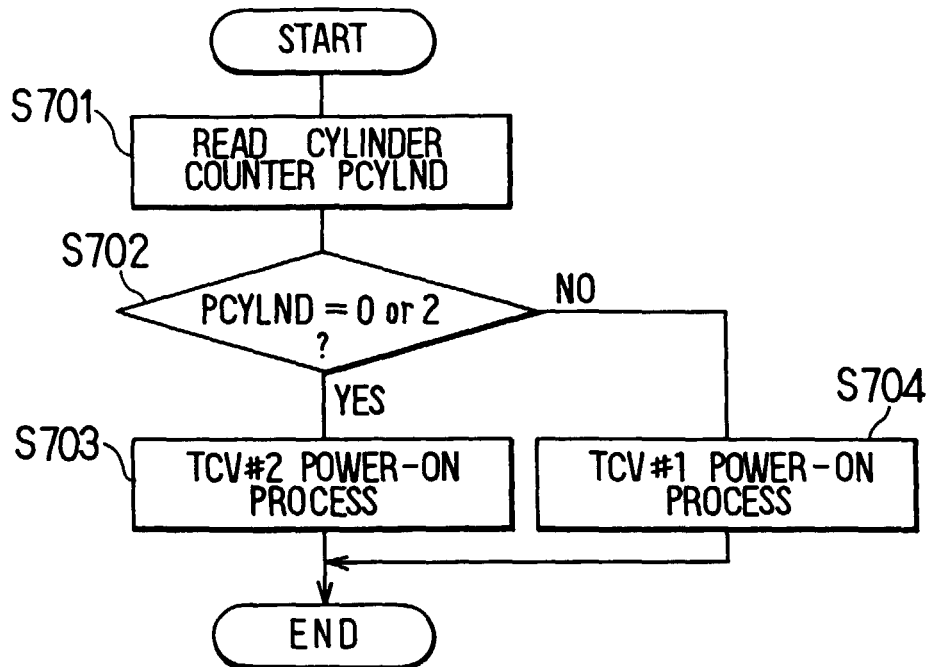 START
S701
READ CYLINDER
COUNTER PCYLND
S702
PCYLND = 0 or 2
?
NO
YES
S703
TCV#2 POWER-ON
PROCESS
S704
TCV#1 POWER-ON
PROCESS
END